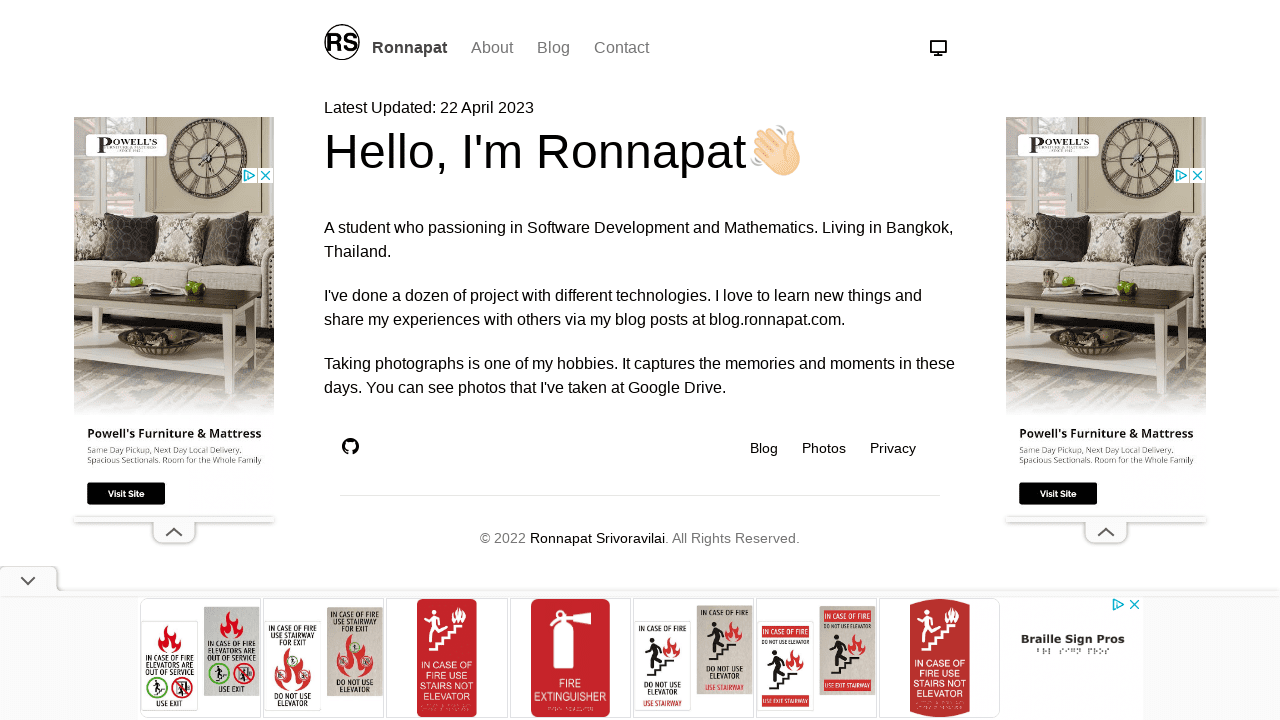 RS Ronnapat About Blog Contact
Latest Updated: 22 April 2023
Hello, I'm Ronnapat
A student who passioning in Software Development and Mathematics. Living in Bangkok,
Thailand.
I've done a dozen of project with different technologies. I love to learn new things and
share my experiences with others via my blog posts at blog.ronnapat.com.
Taking photographs is one of my hobbies. It captures the memories and moments in these
days. You can see photos that I've taken at Google Drive.
Blog Photos Privacy
© 2022 Ronnapat Srivoravilai. All Rights Reserved.
POWELL'S
Powell's Furniture & Mattress
Same Day Pickup, Next Day Local Delivery.
Spacious Sectionals. Room for the Whole Family
Visit Site
POWELL'S
Powell's Furniture & Mattress
Same Day Pickup, Next Day Local Delivery.
Spacious Sectionals. Room for the Whole Family
Visit Site
IN CASE OF FIRE
ELEVATORS ARE
OUT OF SERVICE
USE EXIT
IN CASE OF FIRE
ELEVATORS ARE
OUT OF SERVICE
USE EXIT
IN CASE OF FIRE
USE STAIRWAY
FOR EXIT
DO NOT USE
ELEVATOR
IN CASE OF FIRE
USE STAIRWAY
FOR EXIT
DO NOT USE
ELEVATOR
IN CASE OF
FIRE USE
STAIRS NOT
ELEVATOR
FIRE
EXTINGUISHER
IN CASE OF FIRE
DO NOT USE
ELEVATOR
USE STAIRWAY
IN CASE OF FIRE
DO NOT USE
ELEVATOR
USE STAIRWAY
IN CASE OF FIRE
DO NOT USE ELEVATOR
USE EXIT STAIRWAY
IN CASE OF FIRE
DO NOT USE ELEVATOR
USE EXIT STAIRWAY
IN CASE OF
FIRE USE
STAIRS NOT
ELEVATOR
Braille Sign Pros